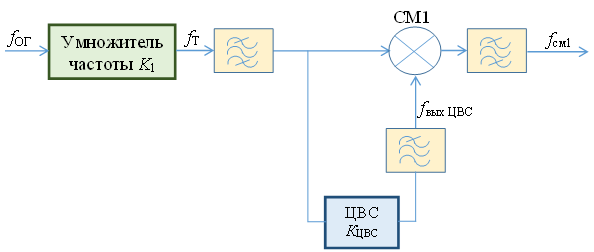 СМ1
fОГ
Умножитель
частоты K1
fТ
fсм1
fвых ЦВС
ЦВС
KЦВС